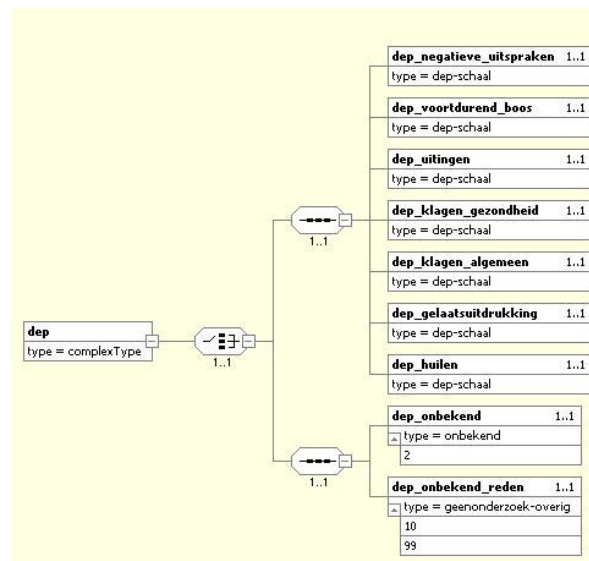 dep_negatieve_uitspraken 1..1
type = dep-schaal
dep_voortdurend_boos 1..1
type = dep-schaal
dep_uitingen 1..1
type = dep-schaal
dep_klagen_gezondheid 1..1
type = dep-schaal
1..1
dep_klagen_algemeen 1..1
type = dep-schaal
dep_gelaatsuitdrukking 1..1
type = dep-schaal
dep
type = complexType
1..1
dep_huilen 1..1
type = dep-schaal
dep_onbekend 1..1
type = onbekend
2
1..1
dep_onbekend_reden 1..1
type = geenonderzoek-overig
10
99